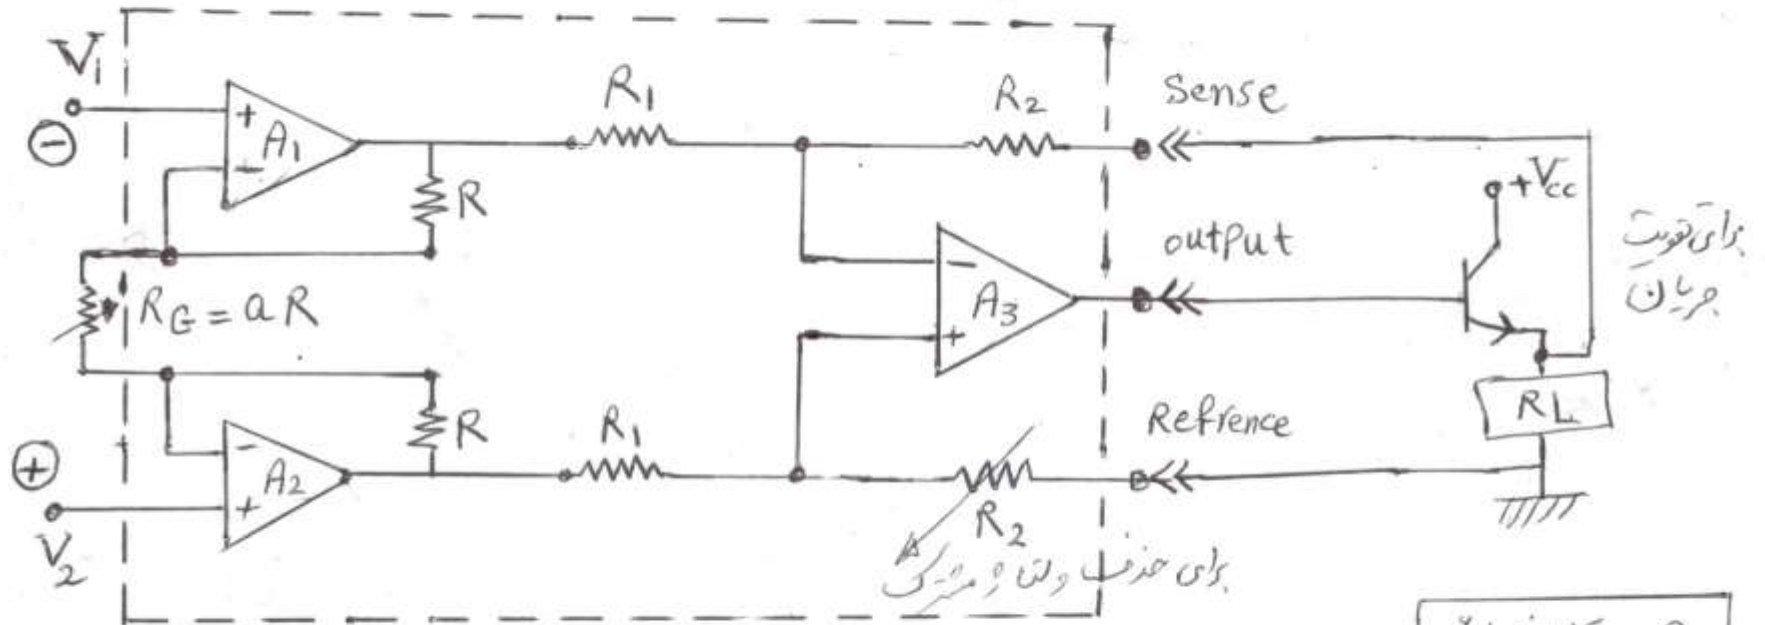 V1
R1
R2
Sense
+
A1
-
-
+Vcc
R
output
برای تقویت
جریان
-
A3
RG = aR
+
RL
R
R1
Refrence
+
-
A2
+
R2
V2
برای حذف ولتاژ مشترک